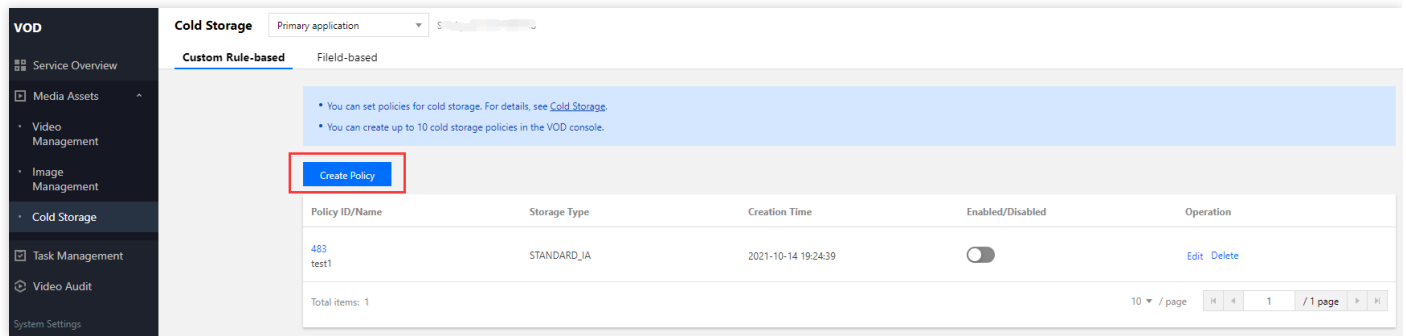 VOD
Cold Storage
Primary application
Custom Rule-based
FileId-based
Service Overview
Media Assets
Video
Management
Image
Management
Cold Storage
Task Management
Video Audit
System Settings
• You can set policies for cold storage. For details, see Cold Storage.
• You can create up to 10 cold storage policies in the VOD console.
Create Policy
Policy ID/Name Storage Type Creation Time Enabled/Disabled Operation
483
test1
STANDARD_IA
2021-10-14 19:24:39
Edit Delete
Total items: 1
10 / page
1
/ 1 page